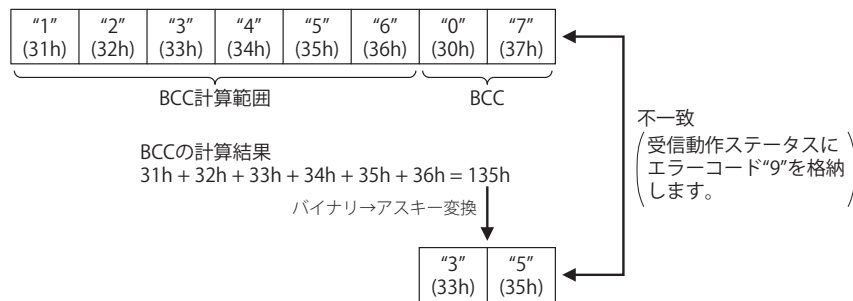 “1” “2” “3” “4” “5” “6” “0” “7”
(31h) (32h) (33h) (34h) (35h) (36h) (30h) (37h)
BCC計算範囲 BCC
不一致
受信動作ステータスに
エラーコード“9”を格納
します。
BCCの計算結果
31h + 32h + 33h + 34h + 35h + 36h = 135h
バイナリ→アスキー変換
“3” “5”
(33h) (35h)